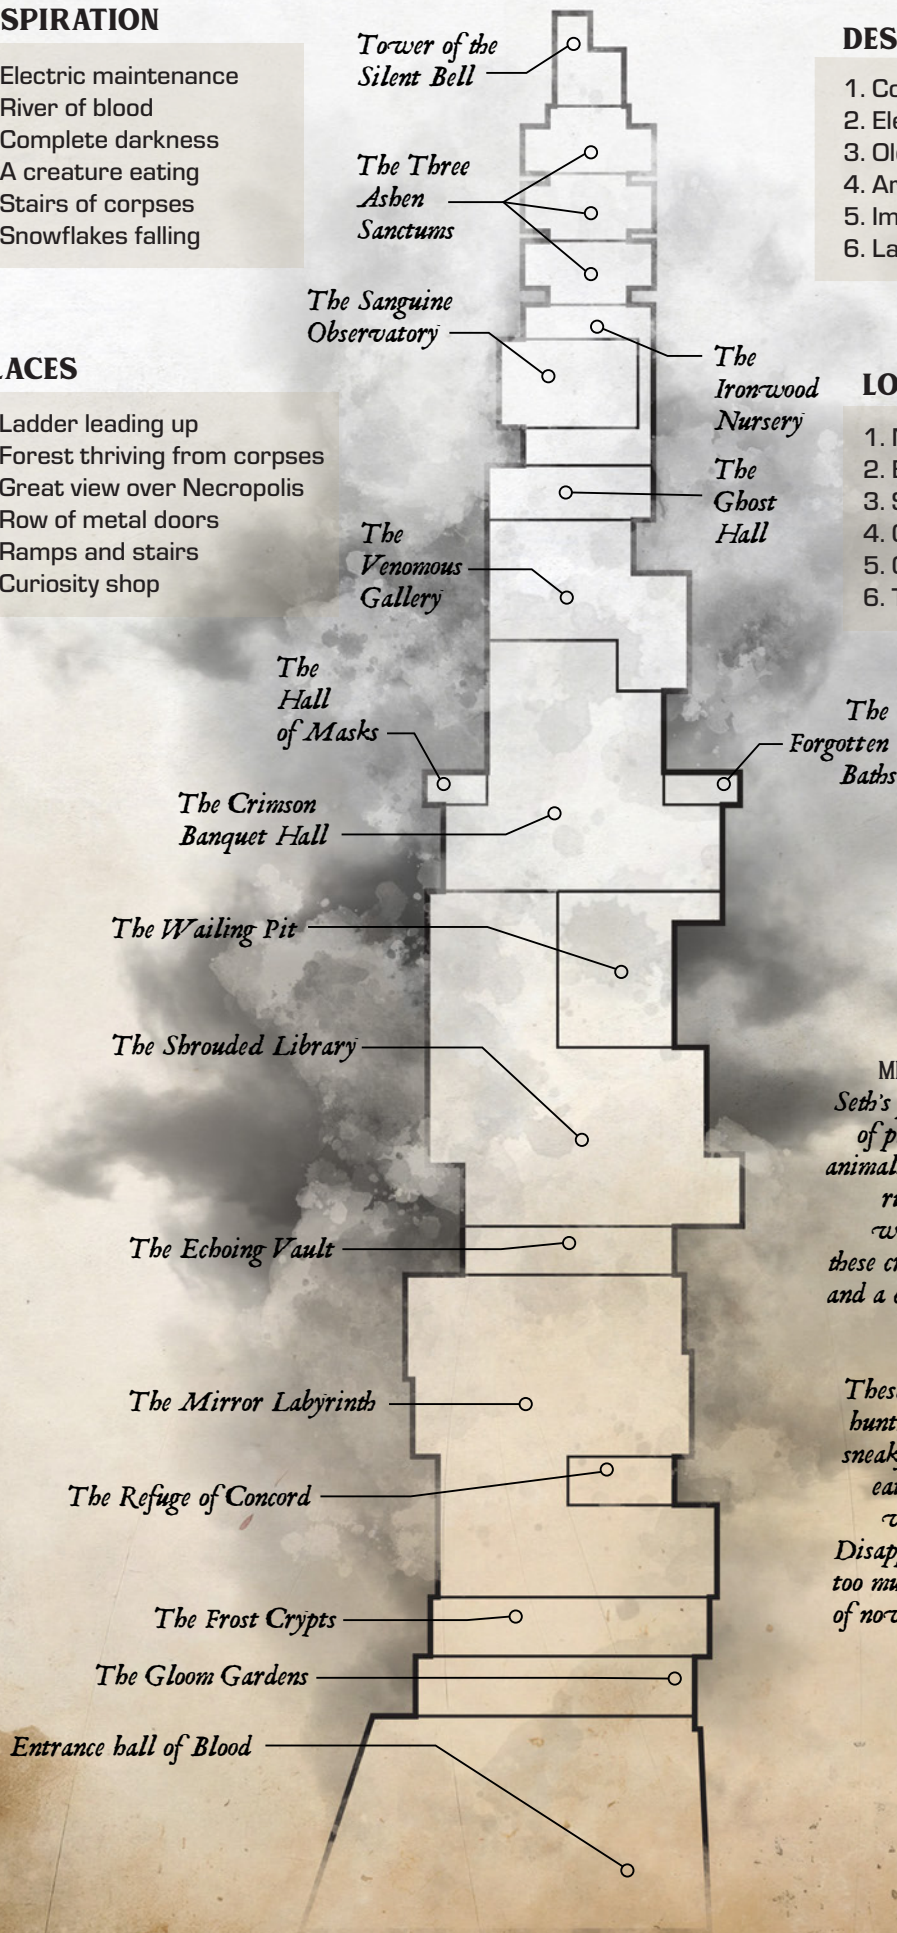 SPIRATION
Electric maintenance
River of blood
Complete darkness
A creature eating
Stairs of corpses
Snowflakes falling
ACES
Ladder leading up
Forest thriving from corpses
Great view over Necropolis
Row of metal doors
Ramps and stairs
Curiosity shop
Tower of the
Silent Bell
The Three
Ashen
Sanctums
The Sanguine
Observatory
The
Ironwood
Nursery
The
Ghost
Hall
The
Venomous
Gallery
The
Hall
of Masks
The
Forgotten
Baths
The Crimson
Banquet Hall
The Wailing Pit
The Shrouded Library
The Echoing Vault
The Mirror Labyrinth
The Refuge of Concord
The Frost Crypts
The Gloom Gardens
Entrance hall of Blood
DES
1. Co
2. Ele
3. Ol
4. Ar
5. Im
6. La
LO
1.
2.
3. S
4.
5.
6. T
Seth's
of p
animal
these c
and a
These
hunt
sneak
ea
Disap
too mu
of now